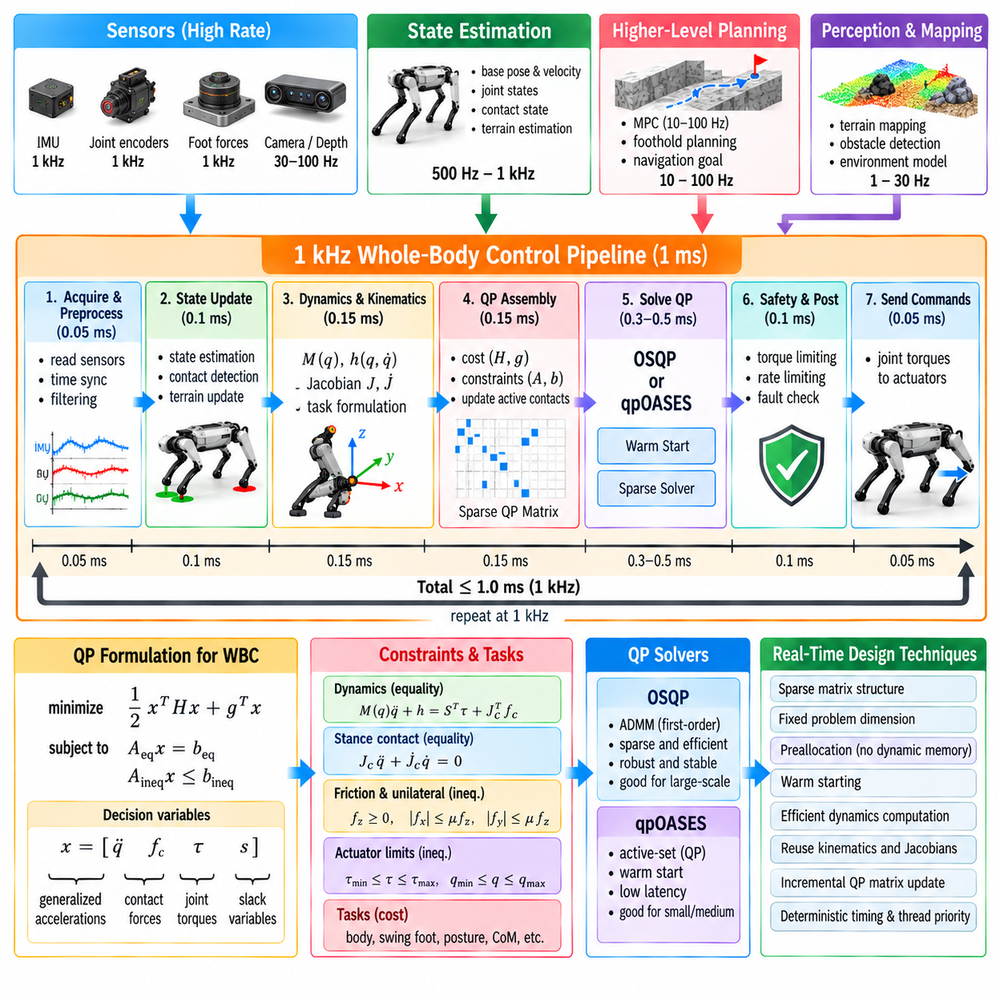 Sensors (High Rate)
IMU
1 kHz
Joint encoders
1 kHz
Foot forces
1 kHz
Camera / Depth
30–100 Hz
State Estimation
• base pose & velocity
• joint states
• contact state
• terrain estimation
500 Hz – 1 kHz
Higher-Level Planning
• MPC (10–100 Hz)
• foothold planning
• navigation goal
10 – 100 Hz
Perception & Mapping
• terrain mapping
• obstacle detection
• environment model
1 – 30 Hz
1 kHz Whole-Body Control Pipeline (1 ms)
1. Acquire &
Preprocess
(0.05 ms)
• read sensors
• time sync
• filtering
IMU
2. State Update
(0.1 ms)
• state estimation
• contact detection
• terrain update
3. Dynamics & Kinematics
(0.15 ms)
M(q), h(q, q̇)
- Jacobian J, J̇
- task formulation
z
y
x
4. QP Assembly
(0.15 ms)
• cost (H, g)
• constraints (A, b)
• update active contacts
Sparse QP Matrix
5. Solve QP
(0.3–0.5 ms)
OSQP
or
qpOASES
Warm Start
Sparse Solver
6. Safety & Post
(0.1 ms)
• torque limiting
• rate limiting
• fault check
7. Send Commands
(0.05 ms)
• joint torques
to actuators
0.05 ms
0.1 ms
0.15 ms
0.15 ms
0.3–0.5 ms
0.1 ms
0.05 ms
Total ≤ 1.0 ms (1 kHz)
repeat at 1 kHz
QP Formulation for WBC
minimize 1/2 xᵀHx + gᵀx
subject to A_eq x = b_eq
A_ineq x ≤ b_ineq
Decision variables
x = [ q̈ f_c τ s ]
generalized accelerations
contact forces
joint torques
slack variables
Constraints & Tasks
Dynamics (equality)
M(q)q̈ + h = Sᵀτ + J_cᵀ f_c
Stance contact (equality)
J_c q̈ + J̇_c q̇ = 0
Friction & unilateral (ineq.)
f_z ≥ 0, |f_x| ≤ μf_z, |f_y| ≤ μf_z
Actuator limits (ineq.)
τ_min ≤ τ ≤ τ_max, q_min ≤ q ≤ q_max
Tasks (cost)
body, swing foot, posture, CoM, etc.
QP Solvers
OSQP
• ADMM (first-order)
• sparse and efficient
• robust and stable
• good for large-scale
qpOASES
• active-set (QP)
• warm start
• low latency
• good for small/medium
Real-Time Design Techniques
Sparse matrix structure
Fixed problem dimension
Preallocation (no dynamic memory)
Warm starting
Efficient dynamics computation
Reuse kinematics and Jacobians
Incremental QP matrix update
Deterministic timing & thread priority